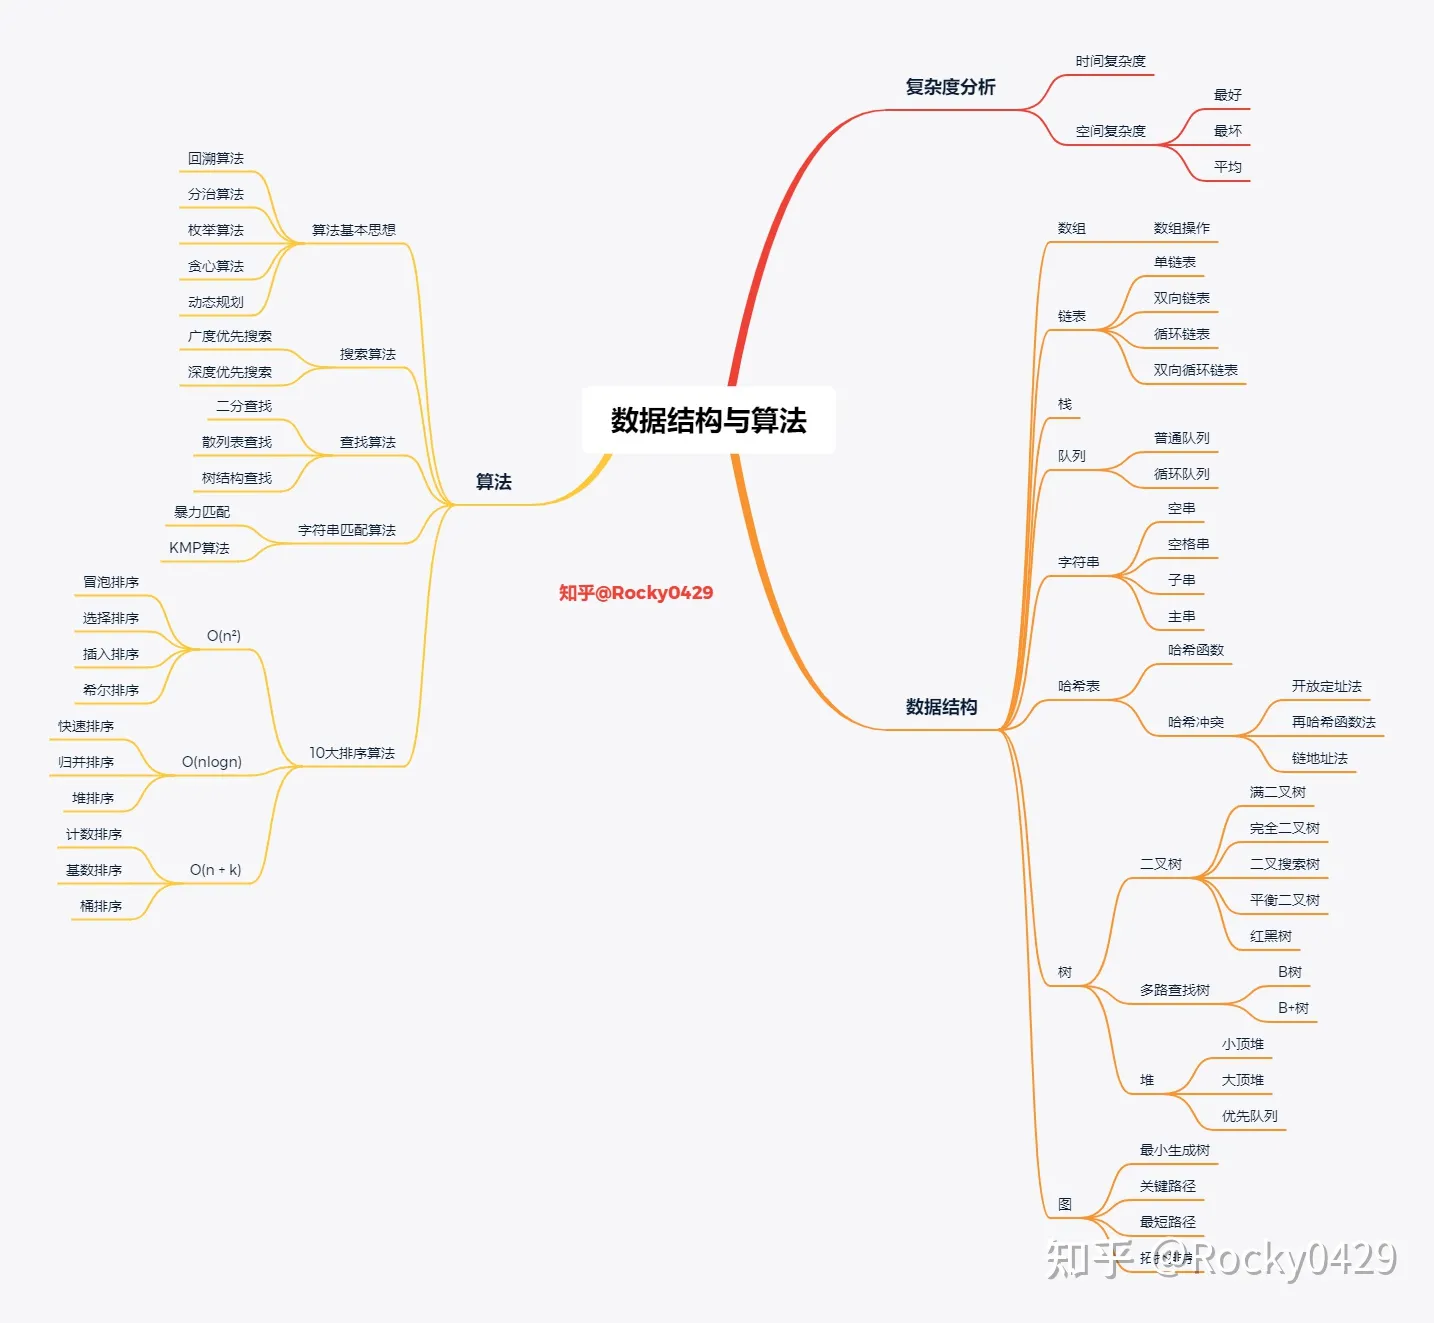 数据结构与算法
复杂度分析
时间复杂度
空间复杂度
最好
最坏
平均
数据结构
数组
数组操作
链表
单链表
双向链表
循环链表
双向循环链表
栈
队列
普通队列
循环队列
字符串
空串
空格串
子串
主串
哈希表
哈希函数
哈希冲突
开放定址法
再哈希函数法
链地址法
树
二叉树
满二叉树
完全二叉树
二叉搜索树
平衡二叉树
红黑树
多路查找树
B树
B+树
堆
小顶堆
大顶堆
优先队列
图
最小生成树
关键路径
最短路径
拓扑排序
算法
算法基本思想
回溯算法
分治算法
枚举算法
贪心算法
动态规划
搜索算法
广度优先搜索
深度优先搜索
查找算法
二分查找
散列表查找
树结构查找
字符串匹配算法
暴力匹配
KMP算法
10大排序算法
O(n²)
冒泡排序
选择排序
插入排序
希尔排序
O(nlogn)
快速排序
归并排序
堆排序
O(n + k)
计数排序
基数排序
桶排序
知乎@Rocky0429
知乎 @Rocky0429